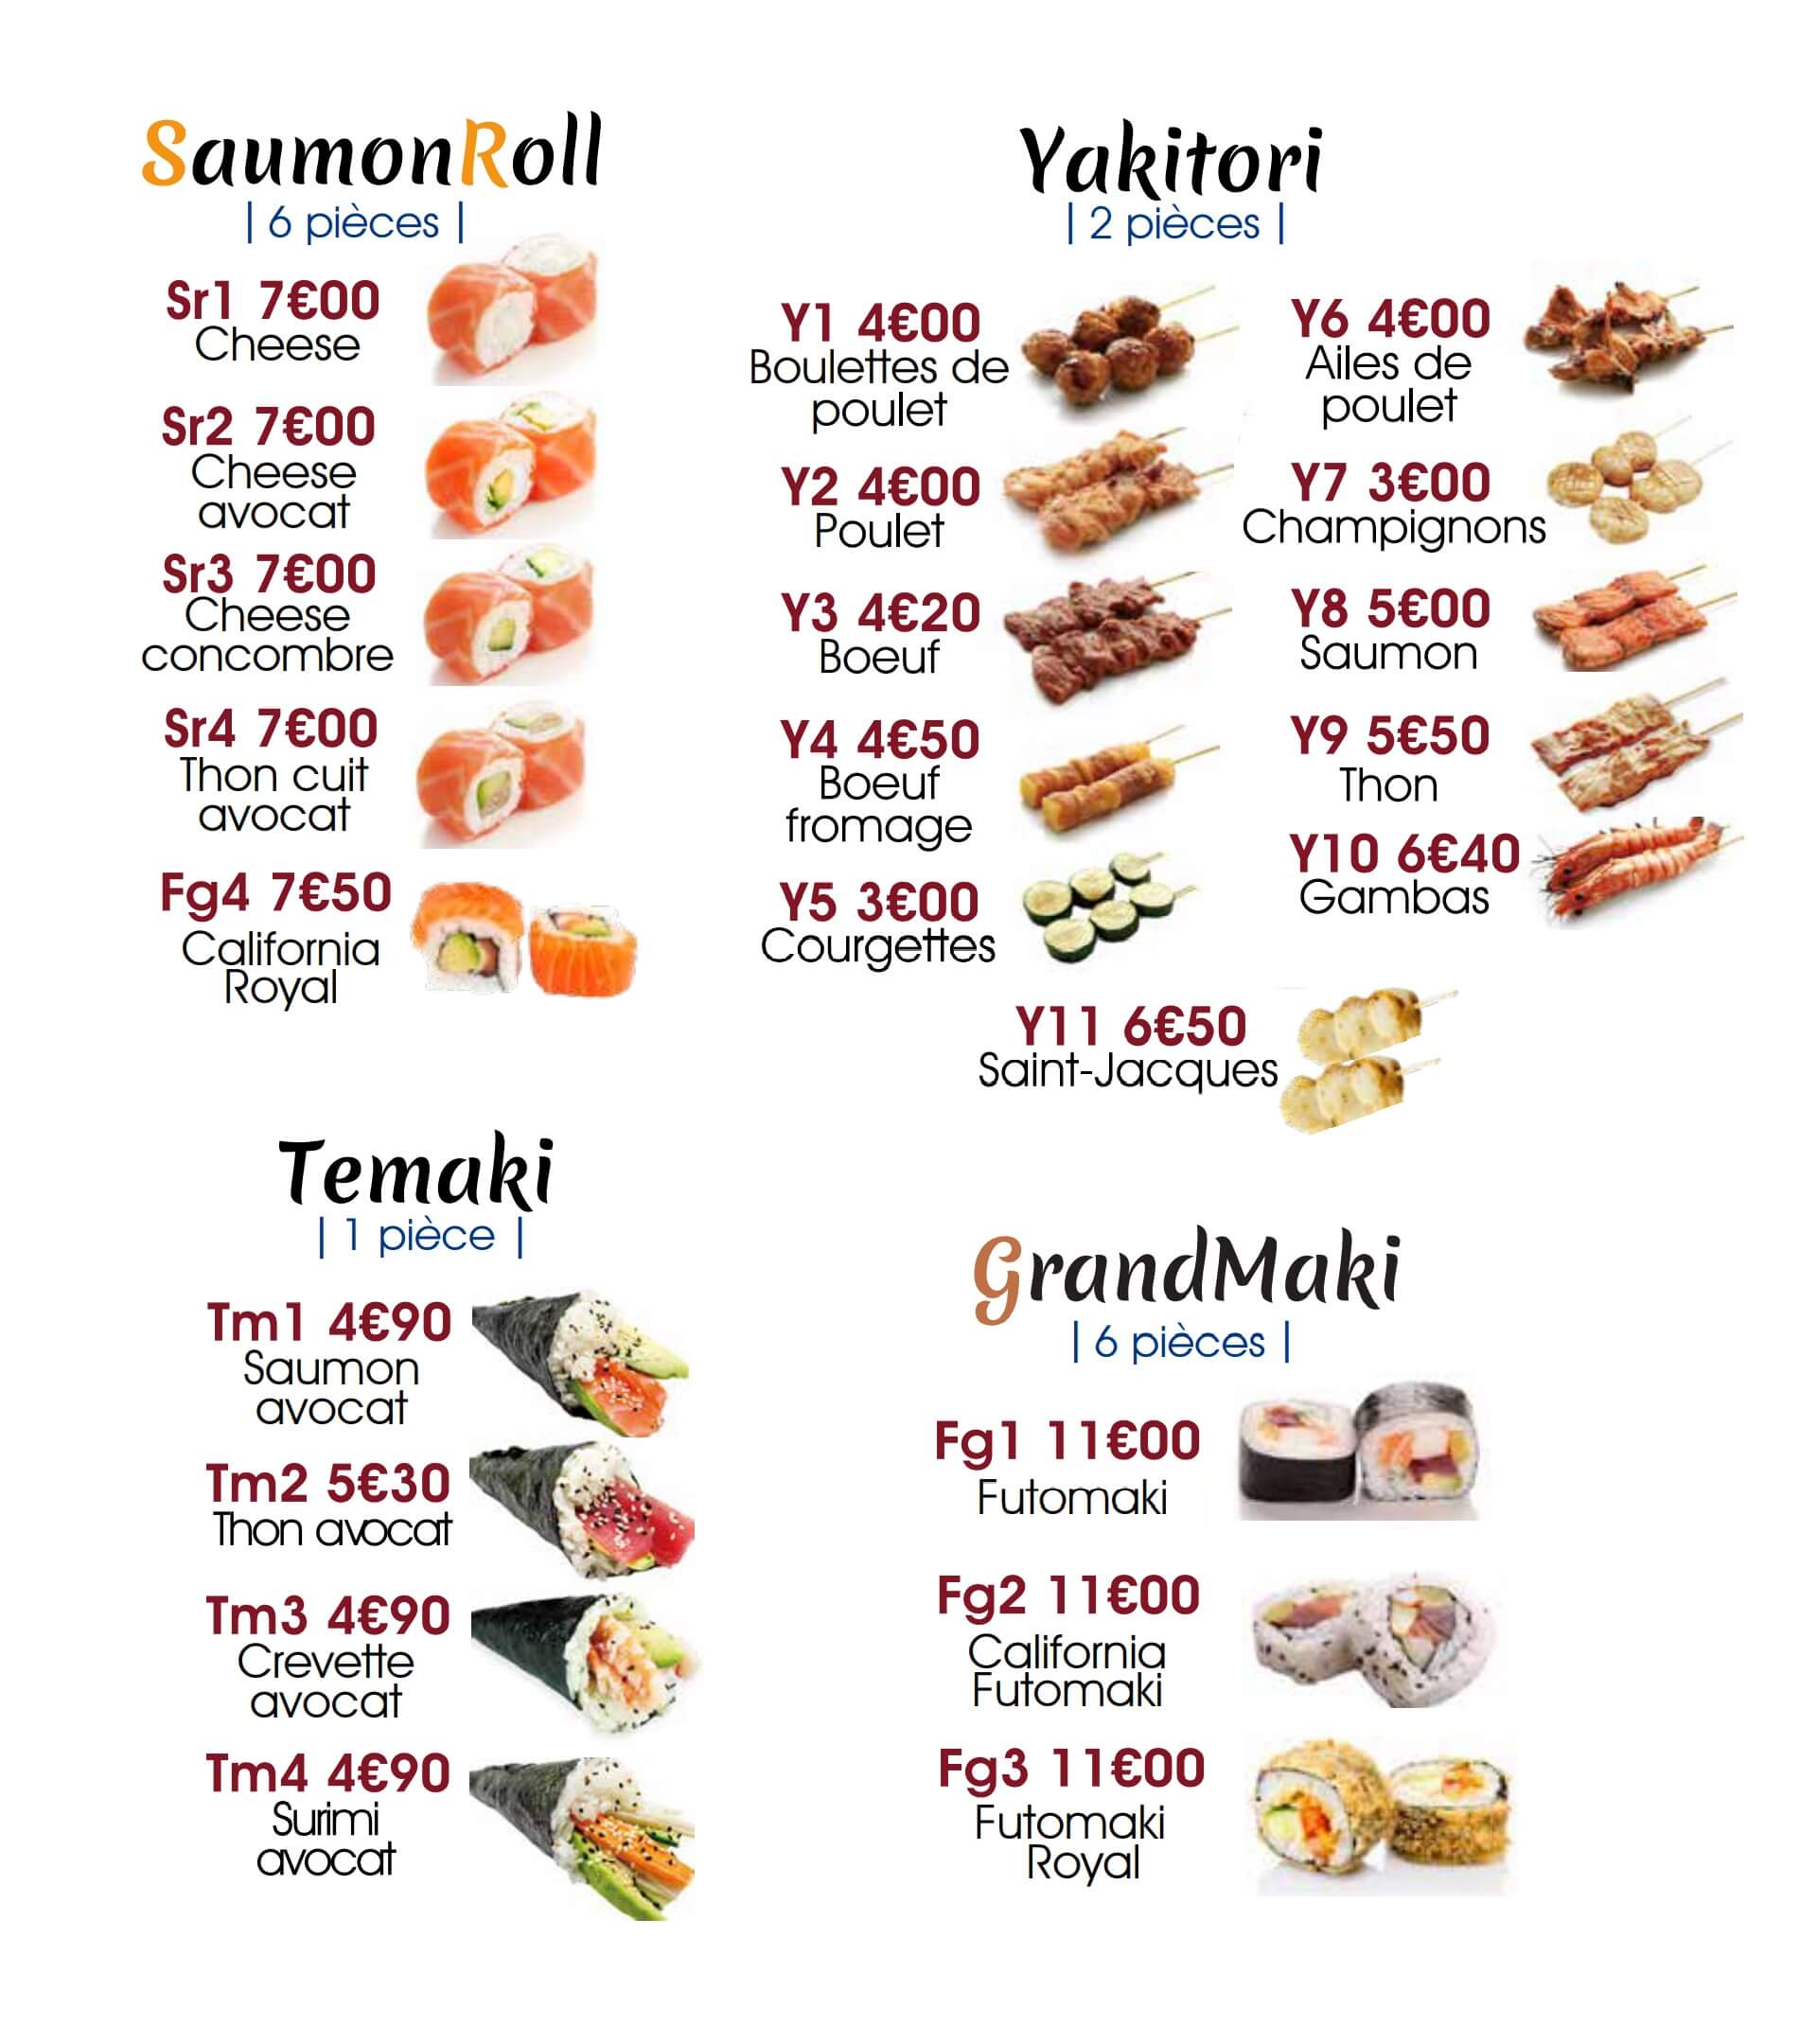 SaumonRoll
| 6 pièces |
Sr1 7€00
Cheese
Sr2 7€00
Cheese
avocat
Sr3 7€00
Cheese
concombre
Sr4 7€00
Thon cuit
avocat
Fg4 7€50
California
Royal
Yakitori
| 2 pièces |
Y1 4€00
Boulettes de
poulet
Y2 4€00
Poulet
Y3 4€20
Boeuf
Y4 4€50
Boeuf
fromage
Y5 3€00
Courgettes
Y6 4€00
Ailes de
poulet
Y7 3€00
Champignons
Y8 5€00
Saumon
Y9 5€50
Thon
Y10 6€40
Gambas
Y11 6€50
Saint-Jacques
Temaki
| 1 pièce |
Tm1 4€90
Saumon
avocat
Tm2 5€30
Thon avocat
Tm3 4€90
Crevette
avocat
Tm4 4€90
Surimi
avocat
GrandMaki
| 6 pièces |
Fg1 11€00
Futomaki
Fg2 11€00
California
Futomaki
Fg3 11€00
Futomaki
Royal